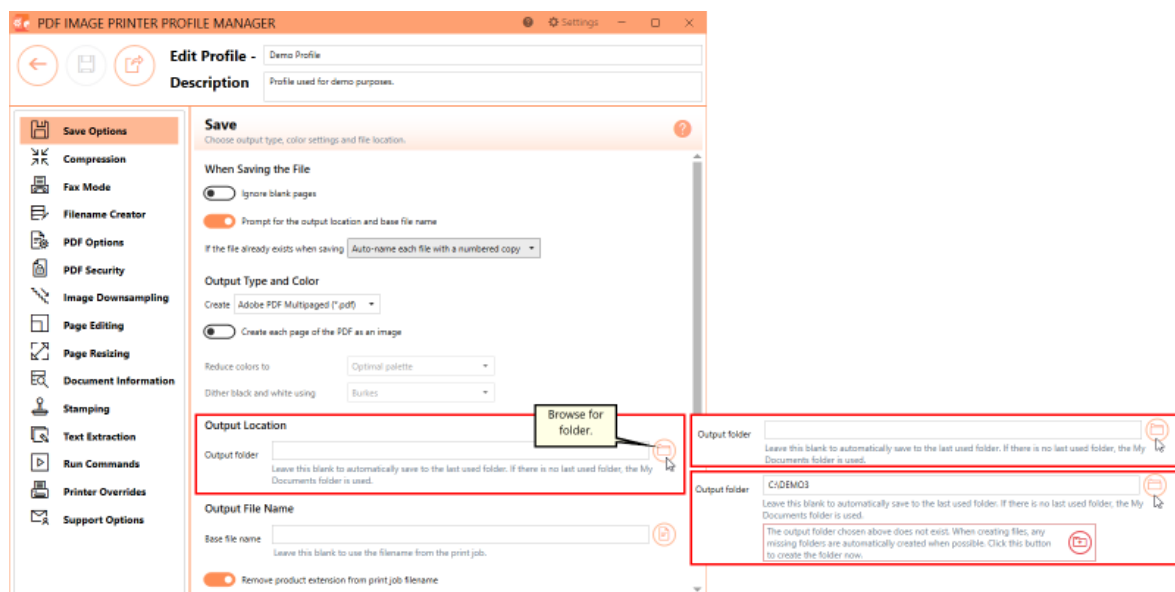 PDF IMAGE PRINTER PROFILE MANAGER
Settings
Edit Profile -
Demo Profile
Description
Profile used for demo purposes.
Save Options
Compression
Fax Mode
Filename Creator
PDF Options
PDF Security
Image Downsampling
Page Editing
Page Resizing
Document Information
Stamping
Text Extraction
Run Commands
Printer Overrides
Support Options
Save
Choose output type, color settings and file location.
?
When Saving the File
Ignore blank pages
Prompt for the output location and base file name
If the file already exists when saving
Auto-name each file with a numbered copy
Output Type and Color
Create
Adobe PDF Multipaged (*.pdf)
Create each page of the PDF as an image
Reduce colors to
Optimal palette
Dither black and white using
Burkes
Output Location
Browse for
folder.
Output folder
Leave this blank to automatically save to the last used folder. If there is no last used folder, the My
Documents folder is used.
Output File Name
Base file name
Leave this blank to use the filename from the print job.
Remove product extension from print job filename
Output folder
Leave this blank to automatically save to the last used folder. If there is no last used folder, the My
Documents folder is used.
Output folder
C:\DEMO3
Leave this blank to automatically save to the last used folder. If there is no last used folder, the My
Documents folder is used.
The output folder chosen above does not exist. When creating files, any
missing folders are automatically created when possible. Click this button
to create the folder now.